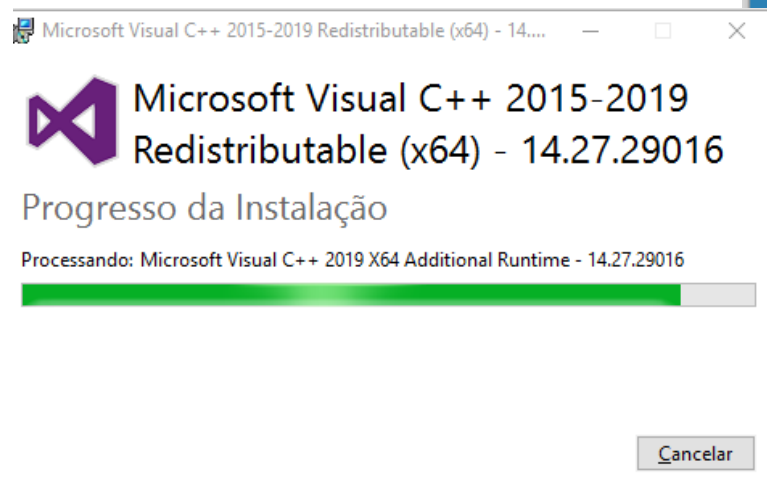 Microsoft Visual C++ 2015-2019 Redistributable (x64) - 14....
Microsoft Visual C++ 2015-2019
Redistributable (x64) - 14.27.29016
Progresso da Instalação
Processando: Microsoft Visual C++ 2019 X64 Additional Runtime - 14.27.29016
Cancelar